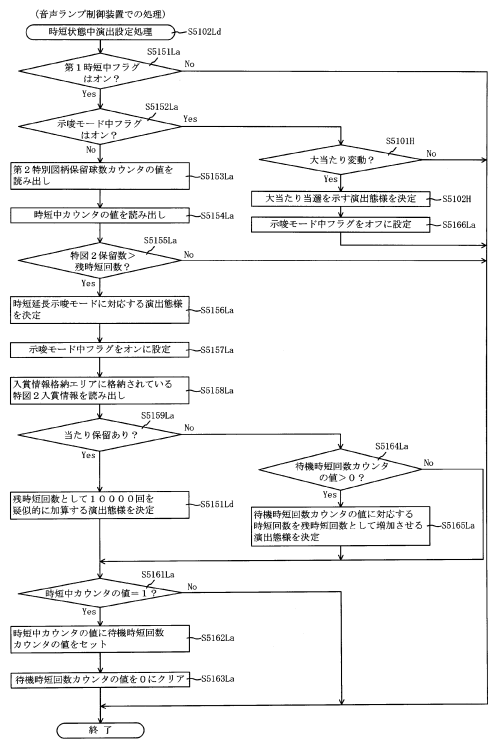 （音声ランプ制御装置での処理）
時短状態中演出設定処理
S5102Ld
S5151La
第１時短中フラグ
はオン？
No
Yes
S5152La
示唆モード中フラグ
はオン？
Yes
No
S5101H
大当たり変動？
No
Yes
第２特別図柄保留球数カウンタの値を
読み出し
S5153La
大当たり当選を示す演出態様を決定
S5102H
時短中カウンタの値を読み出し
S5154La
示唆モード中フラグをオフに設定
S5166La
S5155La
特図２保留数＞
残時短回数？
No
Yes
時短延長示唆モードに対応する演出態様
を決定
S5156La
示唆モード中フラグをオンに設定
S5157La
入賞情報格納エリアに格納されている
特図２入賞情報を読み出し
S5158La
S5159La
当たり保留あり？
No
Yes
S5164La
待機時短回数カウンタ
の値＞０？
No
Yes
残時短回数として１００００回を
疑似的に加算する演出態様を決定
S5151Ld
待機時短回数カウンタの値に対応する
時短回数を残時短回数として増加させる
演出態様を決定
S5165La
S5161La
時短中カウンタの値＝１？
No
Yes
時短中カウンタの値に待機時短回数
カウンタの値をセット
S5162La
待機時短回数カウンタの値を０にクリア
S5163La
終 了